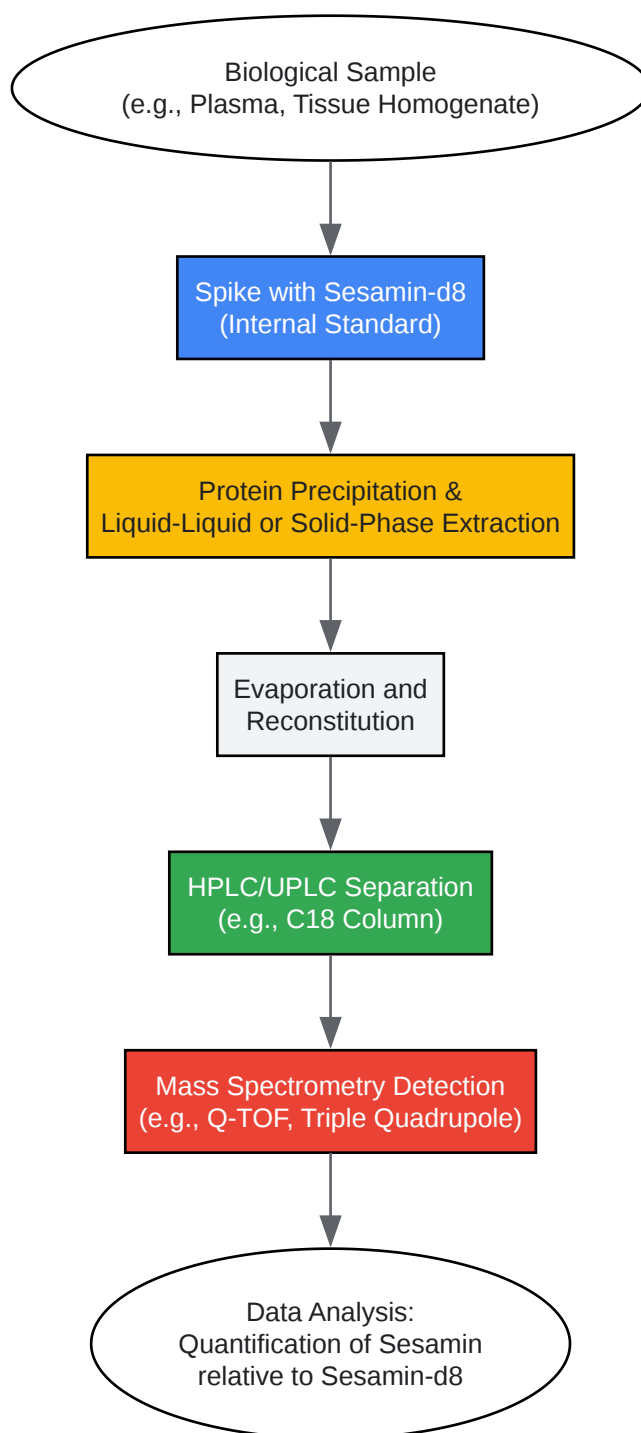 Biological Sample
(e.g., Plasma, Tissue Homogenate)
Spike with Sesamin-d8
(Internal Standard)
Protein Precipitation &
Liquid-Liquid or Solid-Phase Extraction
Evaporation and
Reconstitution
HPLC/UPLC Separation
(e.g., C18 Column)
Mass Spectrometry Detection
(e.g., Q-TOF, Triple Quadrupole)
Data Analysis:
Quantification of Sesamin
relative to Sesamin-d8